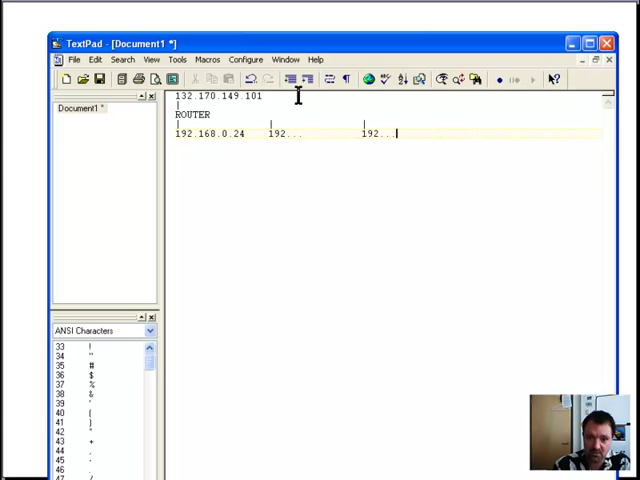 TextPad - [Document1 *]
File Edit Search View Tools Macros Configure Window Help
Document1 *
132.170.149.101
|
ROUTER
| | |
192.168.0.24 192... 192...
ANSI Characters
33 !
34 "
35 #
36 $
37 %
38 &
39 '
40 (
41 )
42 *
43 +
44 ,
45 -
46 .
47 /